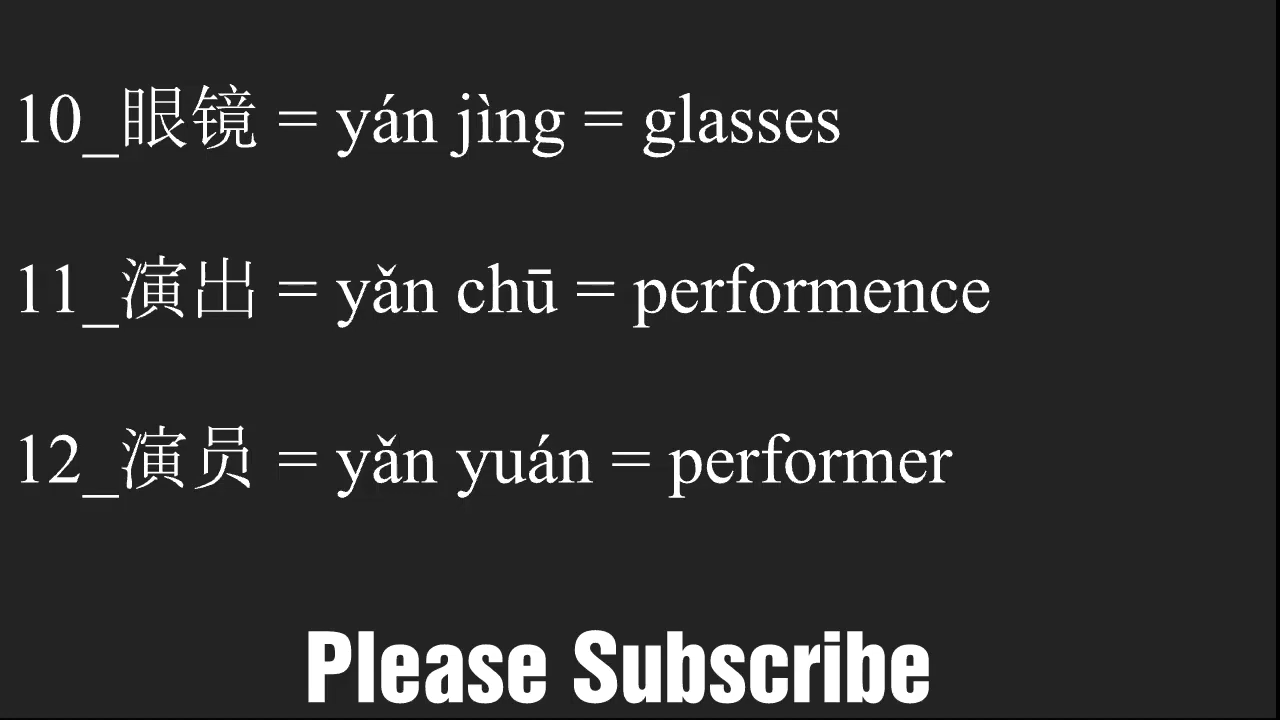 10_眼镜 = yán jìng = glasses
11_演出 = yǎn chū = performence
12_演员 = yǎn yuán = performer
Please Subscribe